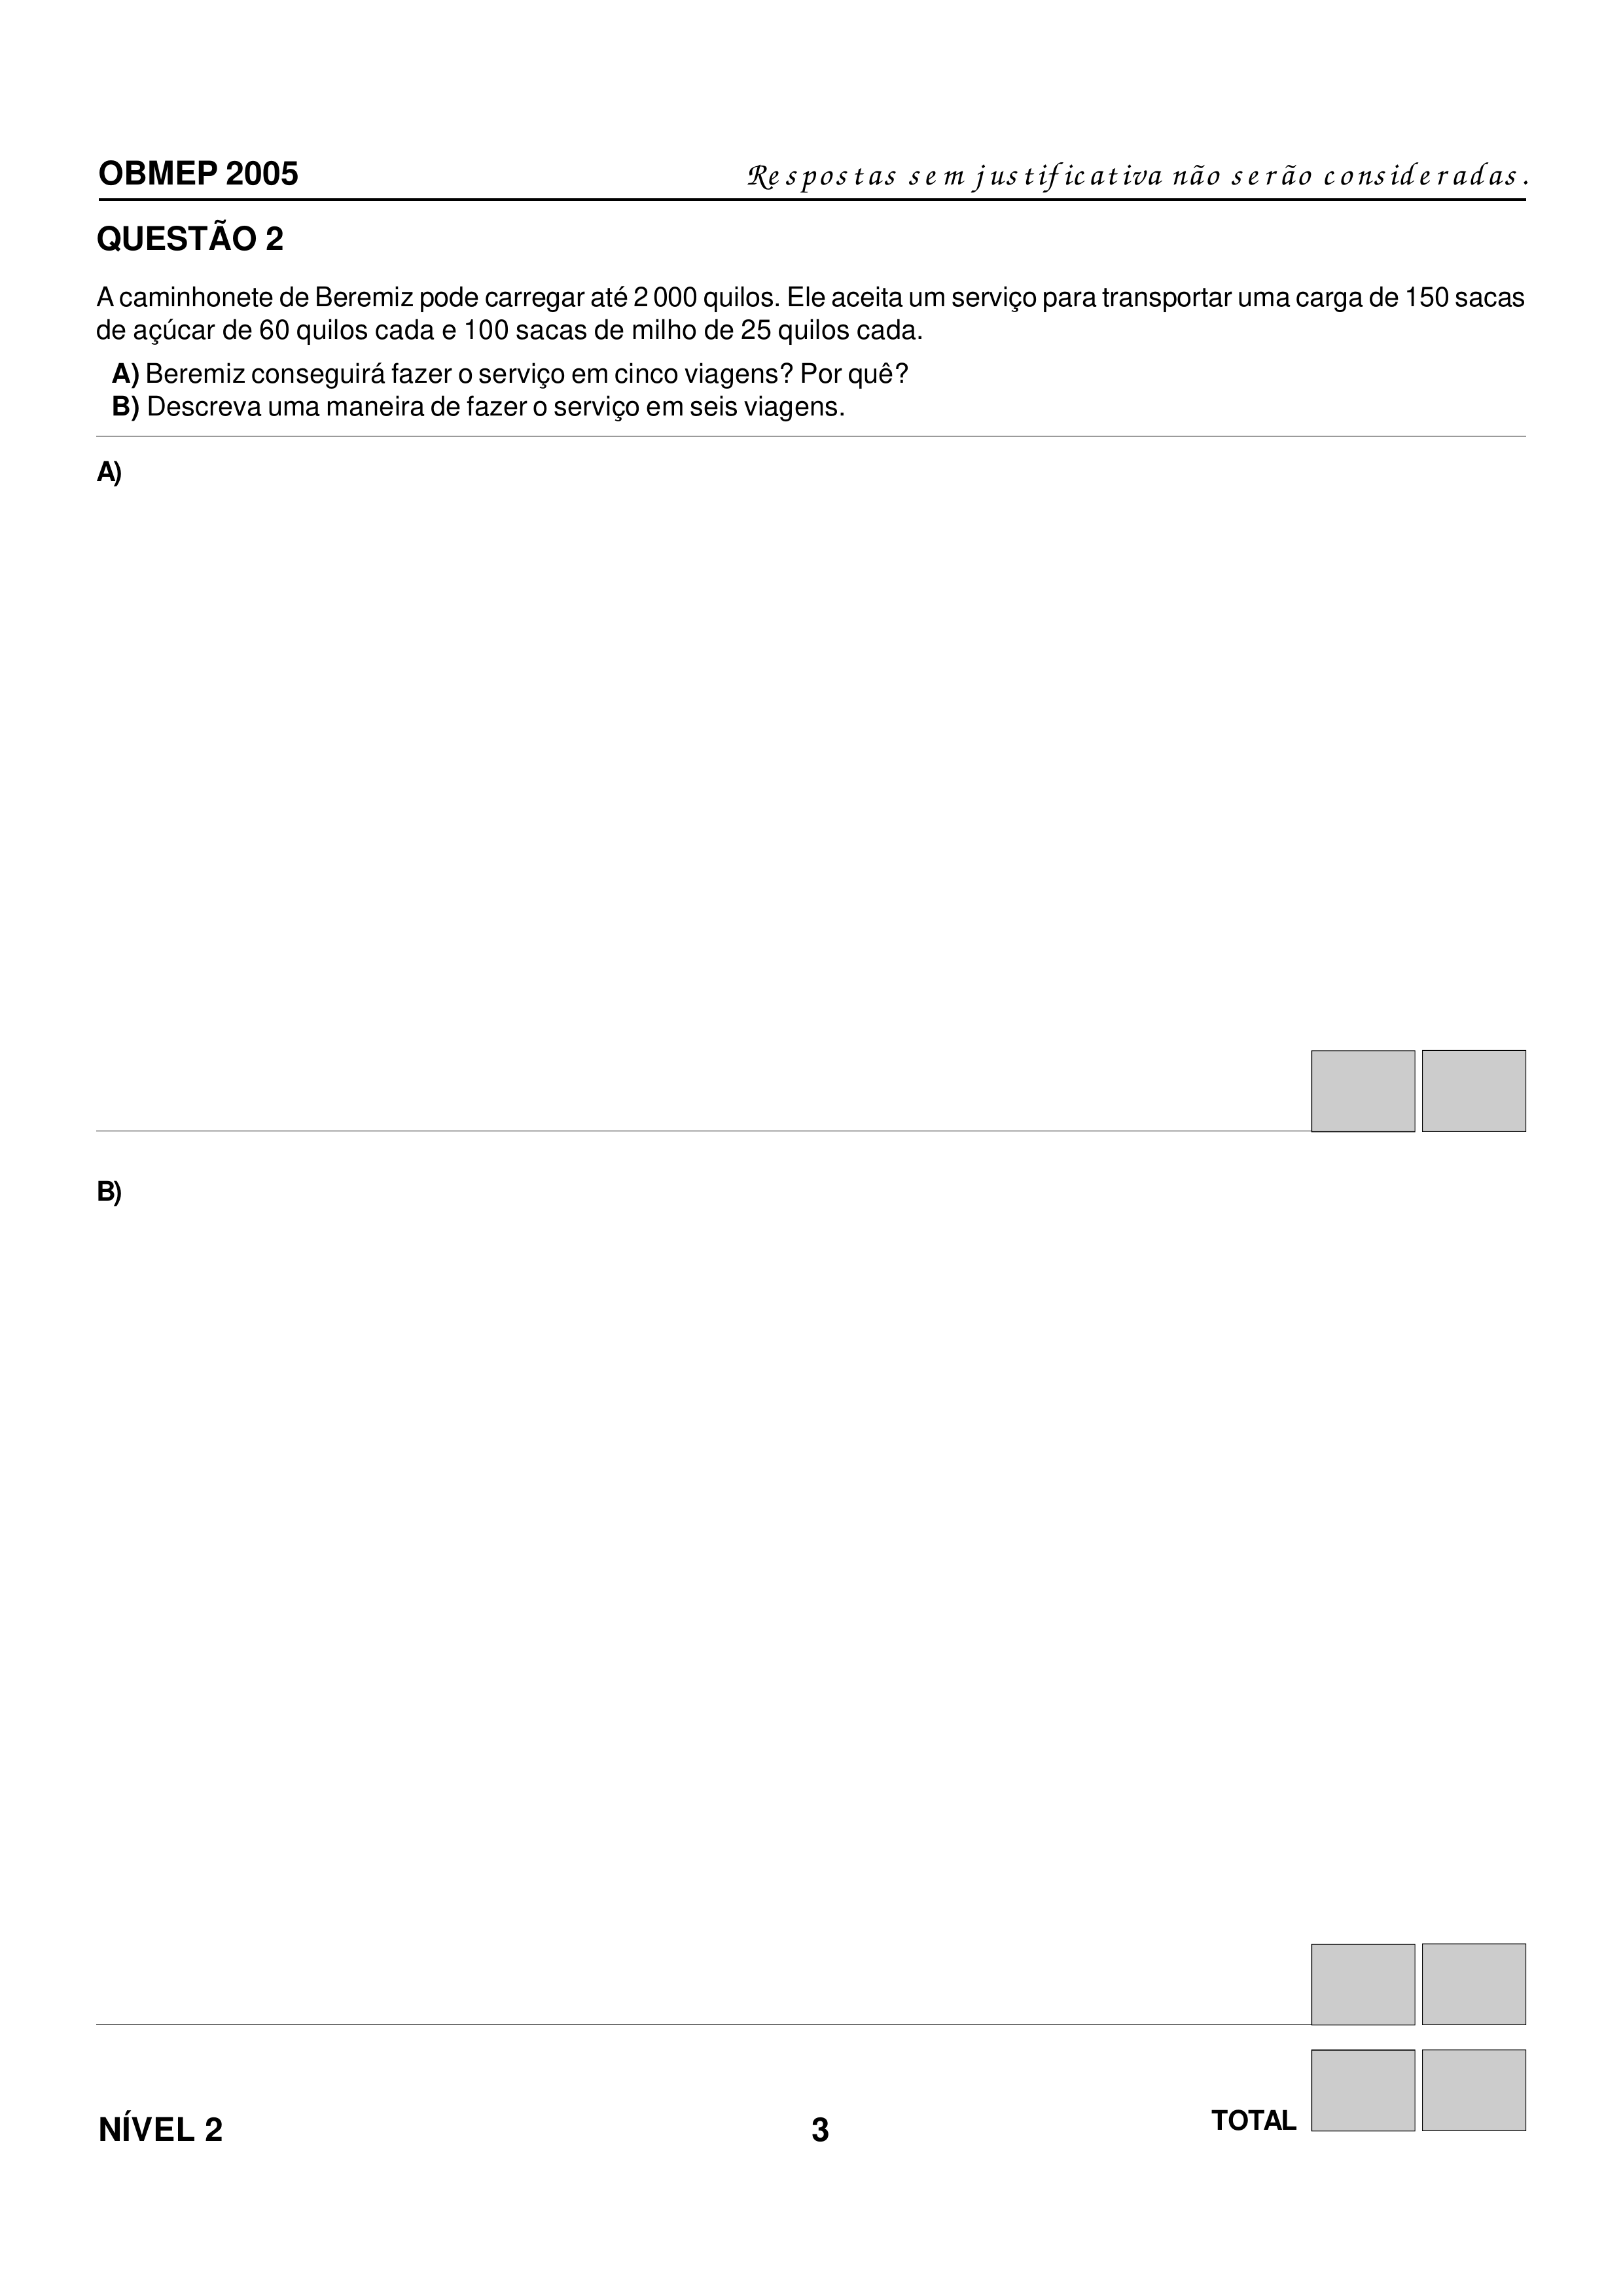 OBMEP 2005
Respostas sem justificativa não serão consideradas.
QUESTÃO 2
A caminhonete de Beremiz pode carregar até 2 000 quilos. Ele aceita um serviço para transportar uma carga de 150 sacas
de açúcar de 60 quilos cada e 100 sacas de milho de 25 quilos cada.
A) Beremiz conseguirá fazer o serviço em cinco viagens? Por quê?
B) Descreva uma maneira de fazer o serviço em seis viagens.
A)
B)
TOTAL
NÍVEL 2
3